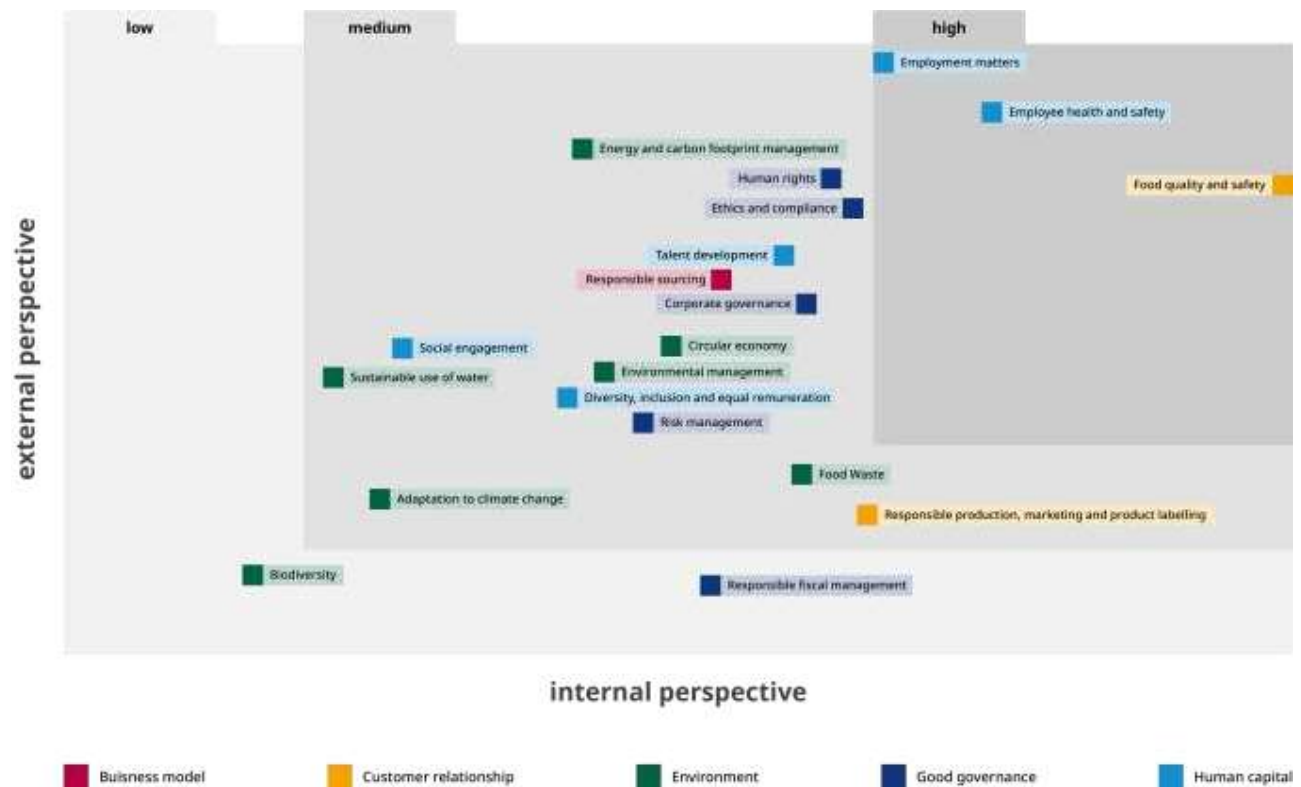 low
medium
high
Employment matters
Employee health and safety
Energy and carbon footprint management
Human rights
Food quality and safety
Ethics and compliance
Talent development
Responsible sourcing
Corporate governance
Circular economy
Social engagement
Environmental management
Sustainable use of water
Diversity, inclusion and equal remuneration
Risk management
Food Waste
Adaptation to climate change
Responsible production, marketing and product labelling
Biodiversity
Responsible fiscal management
external perspective
internal perspective
Buisness model
Customer relationship
Environment
Good governance
Human capital